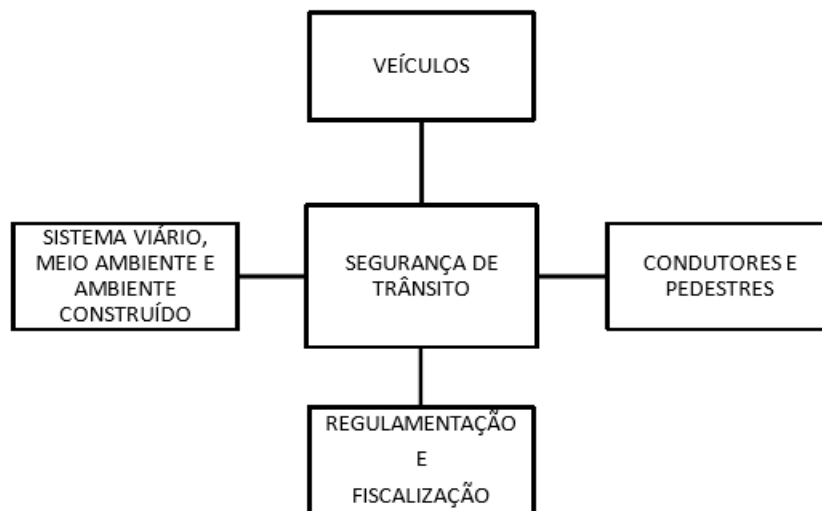 VEÍCULOS
SISTEMA VIÁRIO,
MEIO AMBIENTE E
AMBIENTE
CONSTRUÍDO
SEGURANÇA DE
TRÂNSITO
CONDUTORES E
PEDESTRES
REGULAMENTAÇÃO
E
FISCALIZAÇÃO